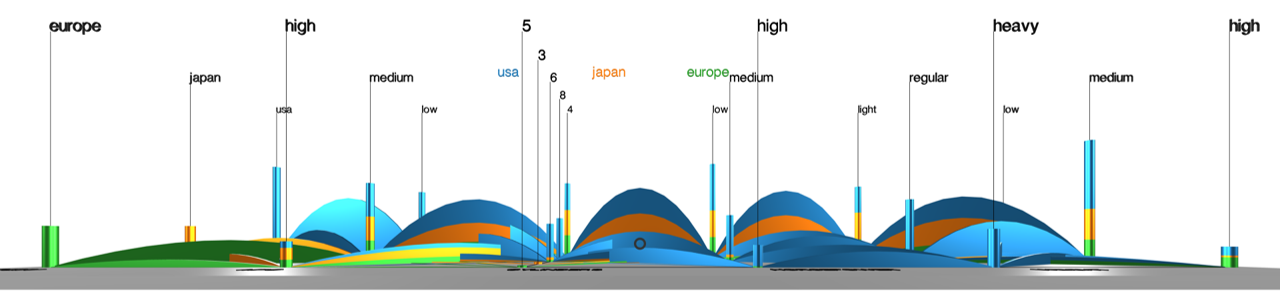 europe high 5 high heavy high
3
usa japan europe
japan medium 6 medium regular medium
8
usa low 4 low light low